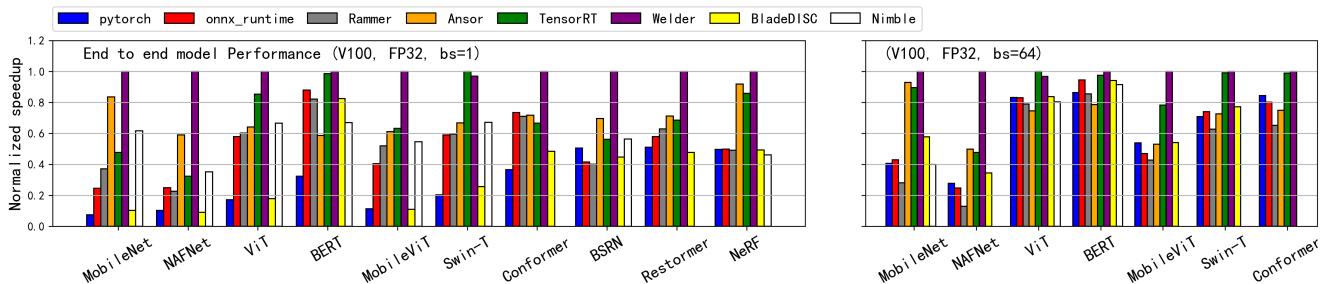 pytorch onnx_runtime Rammer Ansor TensorRT Welder BladeDISC Nimble
End to end model Performance (V100, FP32, bs=1)
(V100, FP32, bs=64)
Normalized speedup
1.2
1.0
0.8
0.6
0.4
0.2
0.0
MobileNet NAFNet ViT BERT MobileViT Swin-T Conformer BSRN Restormer NeRF
MobileNet NAFNet ViT BERT MobileViT Swin-T Conformer